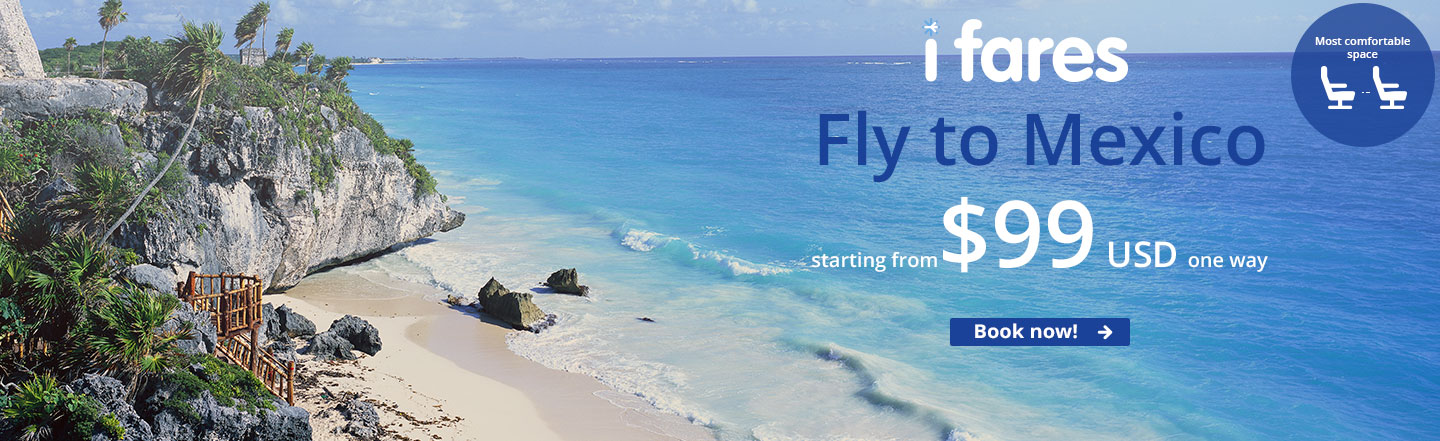 i fares
Most comfortable
space
Fly to Mexico
starting from $99 USD one way
Book now!